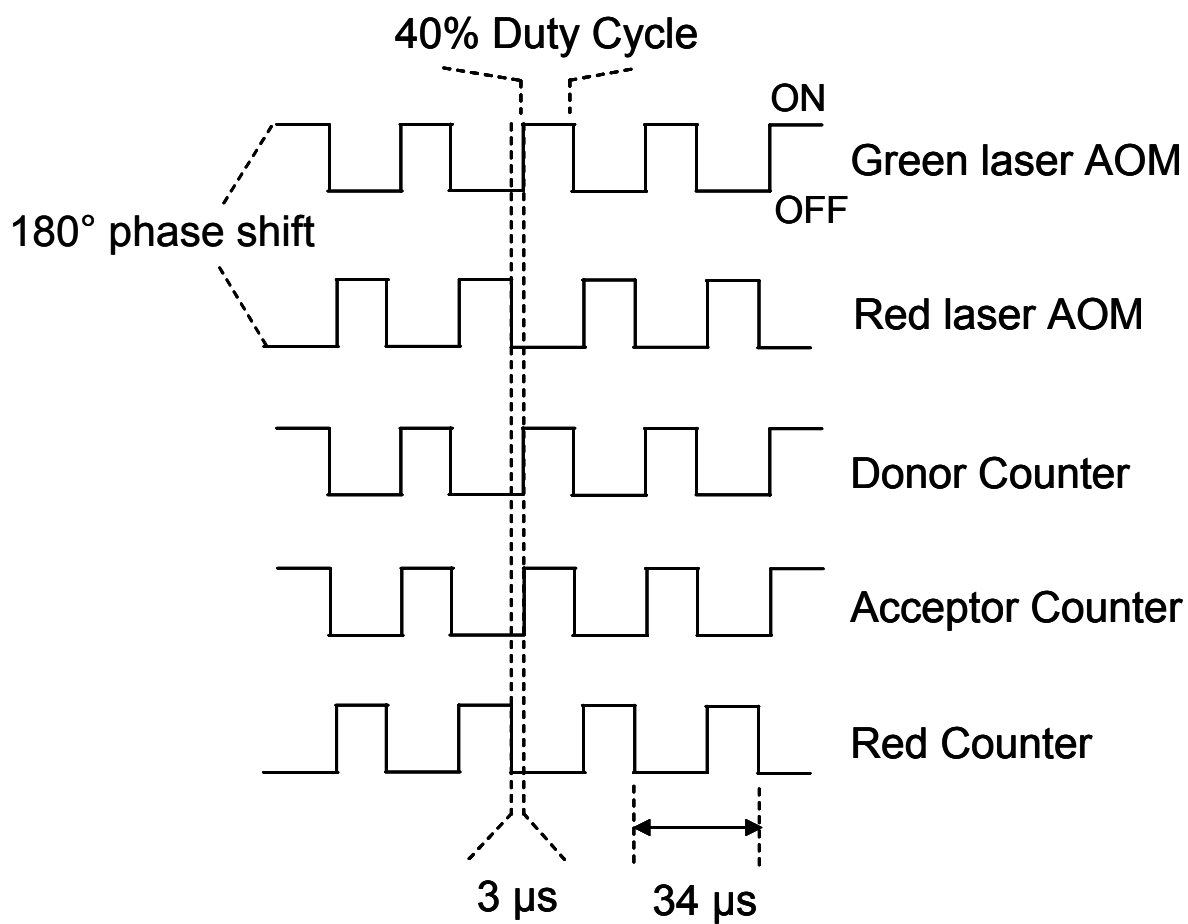 40% Duty Cycle
ON
Green laser AOM
OFF
180° phase shift
Red laser AOM
Donor Counter
Acceptor Counter
Red Counter
3 µs
34 µs